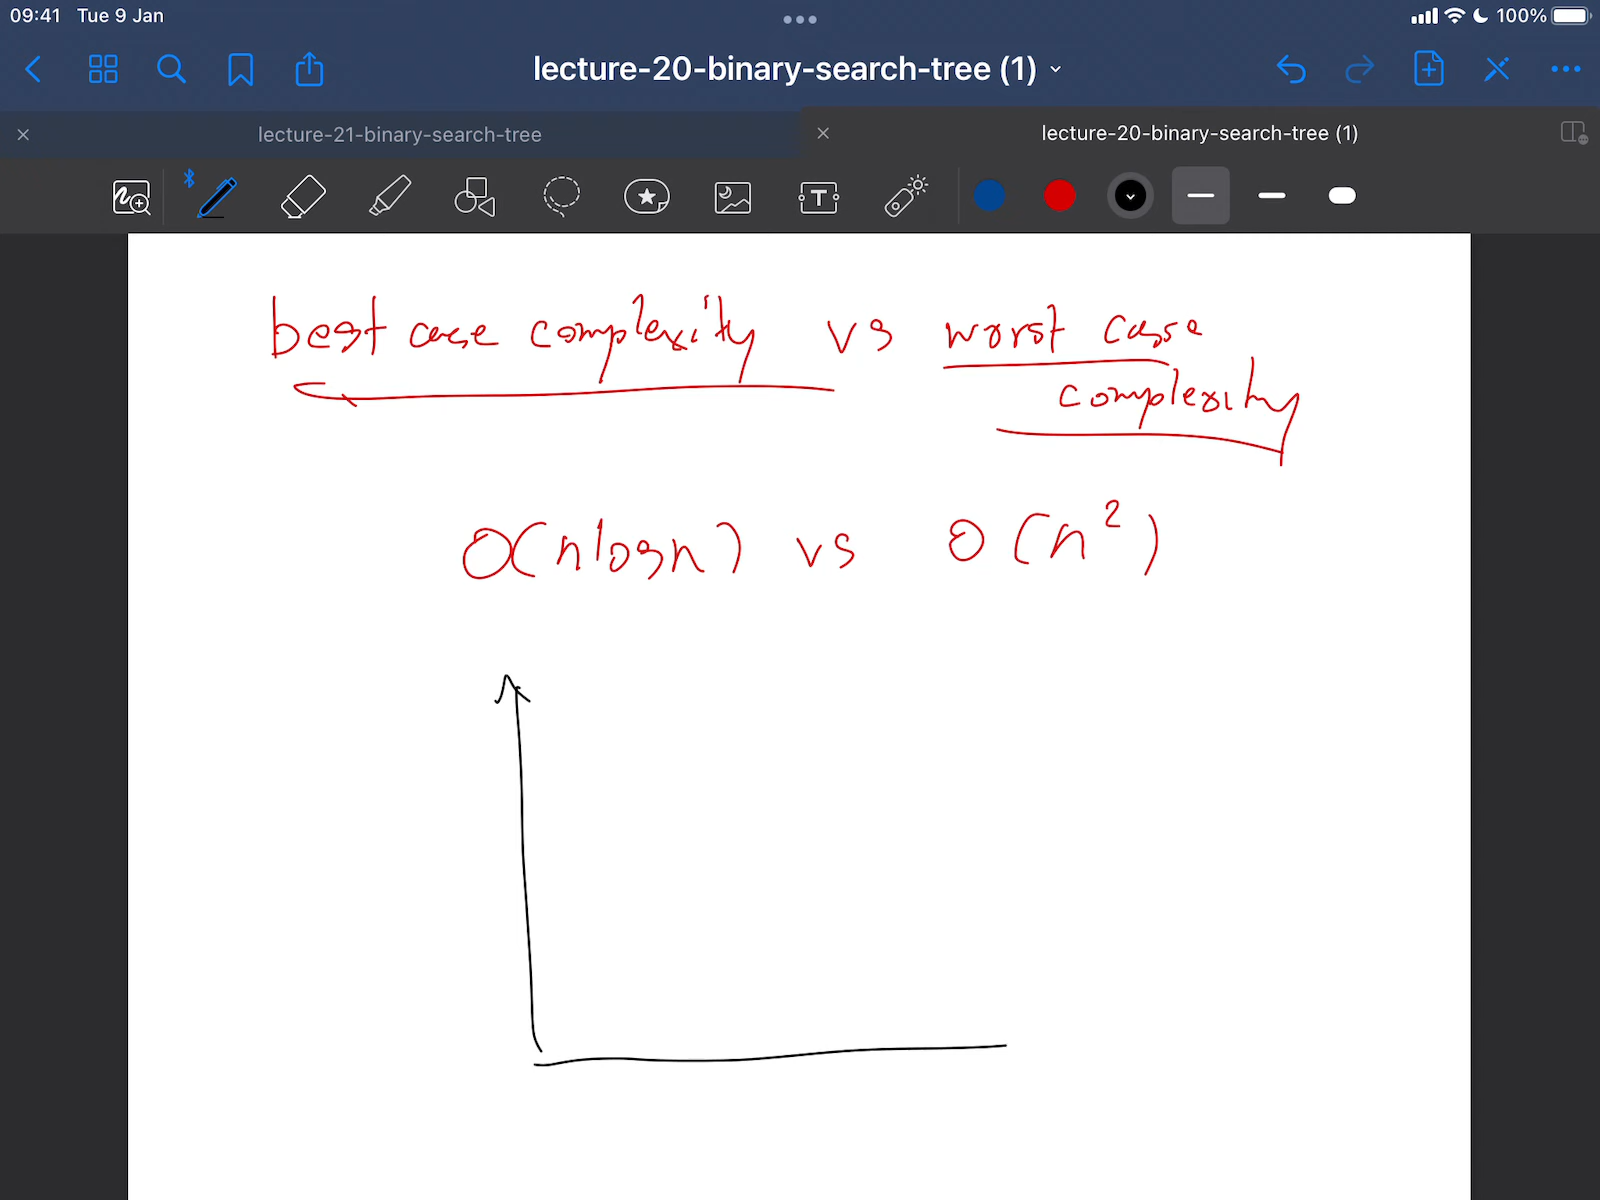 09:41 Tue 9 Jan
100%
lecture-20-binary-search-tree (1)
lecture-21-binary-search-tree
lecture-20-binary-search-tree (1)
T
best case complexity vs worst case
complexity
O(nlogn) vs O(n²)